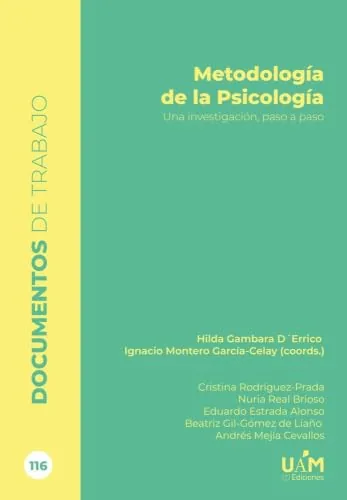 Metodología
de la Psicología
Una investigación, paso a paso
DOCUMENTOS DE TRABAJO
Hilda Gambara D´Errico
Ignacio Montero García-Celay (coords.)
Cristina Rodríguez-Prada
Nuria Real Brioso
Eduardo Estrada Alonso
Beatriz Gil-Gómez de Liaño
Andrés Mejía Cevallos
116
UAM
Ediciones